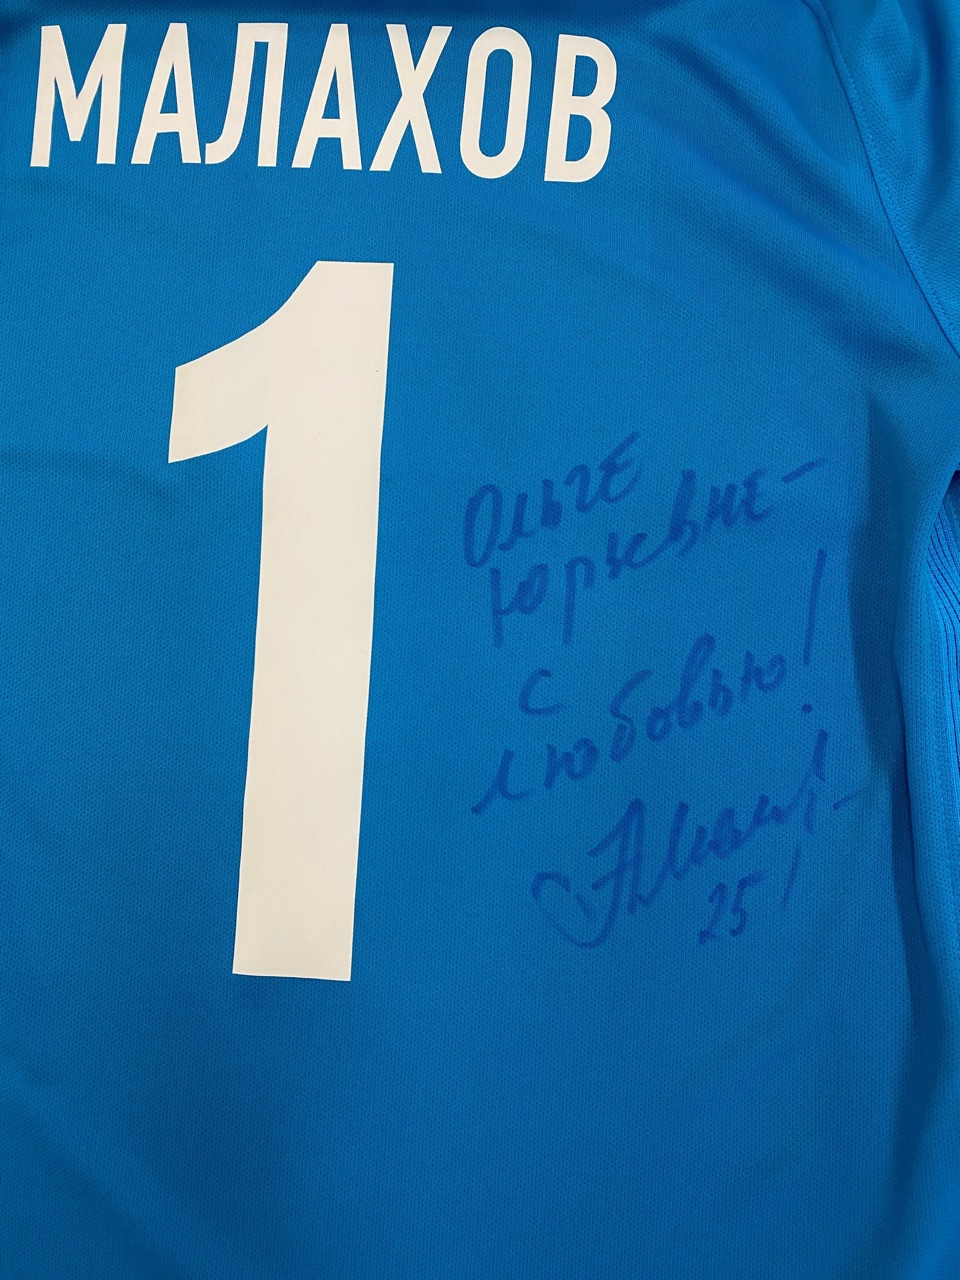 МАЛАХОВ
1
Ольге
Юрьевне -
с
любовью!
25